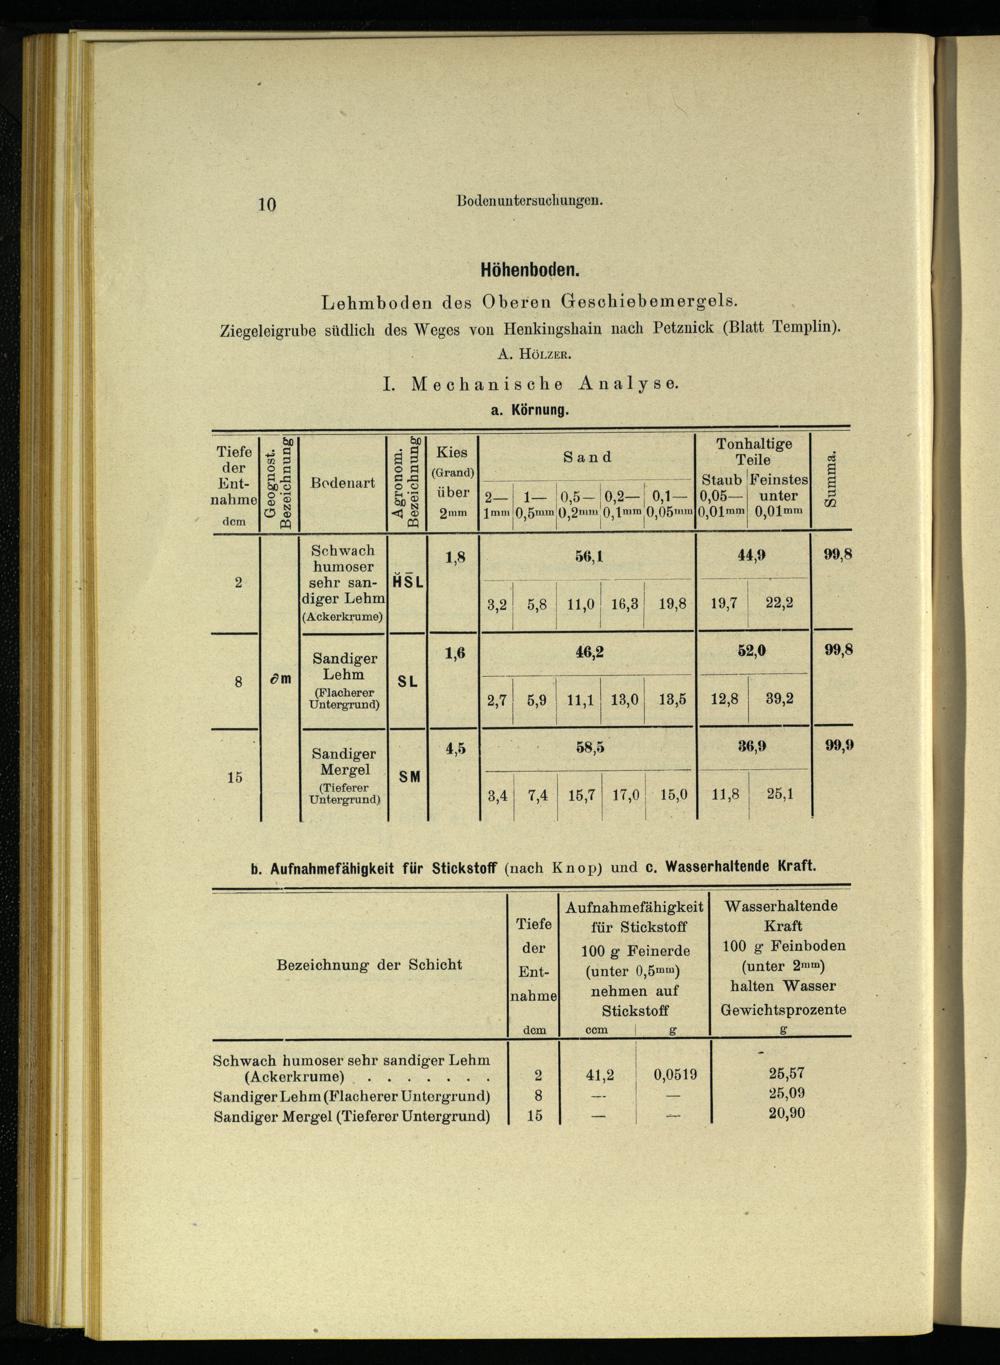 10 Bodenuntersuchungen.
Höhenboden.
Lehmboden des Oberen Geschiebemergels.
Ziegeleigrube südlich des Weges von Henkingshain nach Petznick (Blatt Templin).
A. HÖLZER.
I. Mechanische Analyse.
a. Körnung.
Tiefe der Ent-nahme dcm | Geognost. Bezeichnung | Bodenart | Agronom. Bezeichnung | Kies (Grand) über 2mm | Sand | Tonhaltige Teile | Summa.
2—1mm | 1—0,5mm | 0,5—0,2mm | 0,2—0,1mm | 0,1—0,05mm | Staub 0,05—0,01mm | Feinstes unter 0,01mm
2 | ∂m | Schwach humoser sehr san-diger Lehm (Ackerkrume) | H̆S̄L | 1,8 | 56,1 | 44,9 | 99,8
3,2 | 5,8 | 11,0 | 16,3 | 19,8 | 19,7 | 22,2
8 | Sandiger Lehm (Flacherer Untergrund) | SL | 1,6 | 46,2 | 52,0 | 99,8
2,7 | 5,9 | 11,1 | 13,0 | 13,5 | 12,8 | 39,2
15 | Sandiger Mergel (Tieferer Untergrund) | SM | 4,5 | 58,5 | 36,9 | 99,9
3,4 | 7,4 | 15,7 | 17,0 | 15,0 | 11,8 | 25,1
b. Aufnahmefähigkeit für Stickstoff (nach Knop) und c. Wasserhaltende Kraft.
Bezeichnung der Schicht | Tiefe der Ent-nahme dcm | Aufnahmefähigkeit für Stickstoff 100 g Feinerde (unter 0,5mm) nehmen auf Stickstoff ccm | g | Wasserhaltende Kraft 100 g Feinboden (unter 2mm) halten Wasser Gewichtsprozente g
Schwach humoser sehr sandiger Lehm
(Ackerkrume) . . . . . . . | 2 | 41,2 | 0,0519 | 25,57
Sandiger Lehm (Flacherer Untergrund) | 8 | — | — | 25,09
Sandiger Mergel (Tieferer Untergrund) | 15 | — | — | 20,90